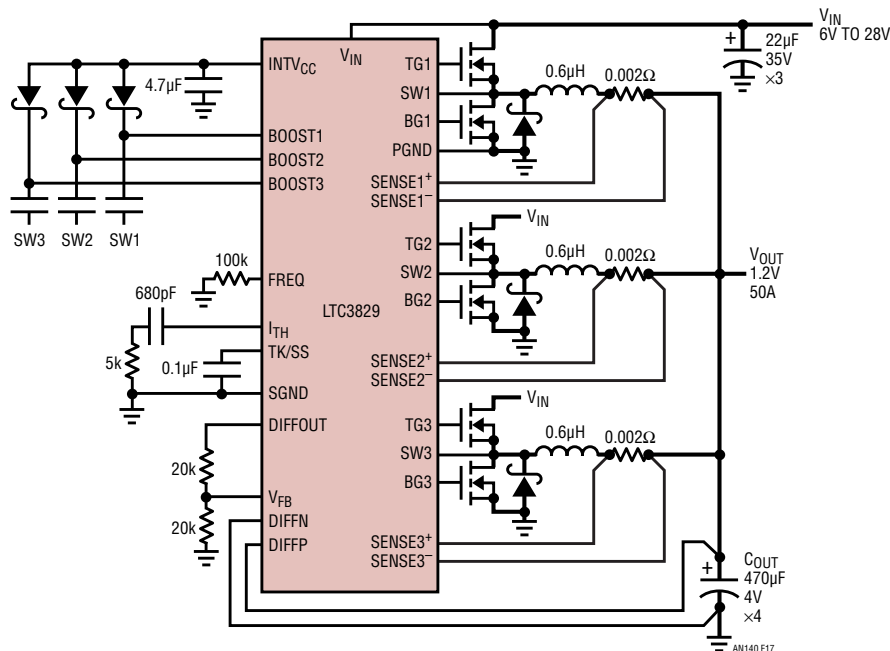 V_IN
6V TO 28V
22µF
35V
×3
INTV_CC
V_IN
TG1
0.6µH
0.002Ω
4.7µF
SW1
BG1
BOOST1
PGND
BOOST2
SENSE1+
BOOST3
SENSE1−
SW3
SW2
SW1
V_IN
TG2
0.6µH
0.002Ω
V_OUT
1.2V
50A
100k
FREQ
SW2
680pF
LTC3829
BG2
I_TH
TK/SS
5k
0.1µF
SENSE2+
SENSE2−
SGND
V_IN
DIFFOUT
TG3
0.6µH
0.002Ω
20k
SW3
V_FB
BG3
20k
DIFFN
DIFFP
SENSE3+
SENSE3−
C_OUT
470µF
4V
×4
+
+
AN140 F17